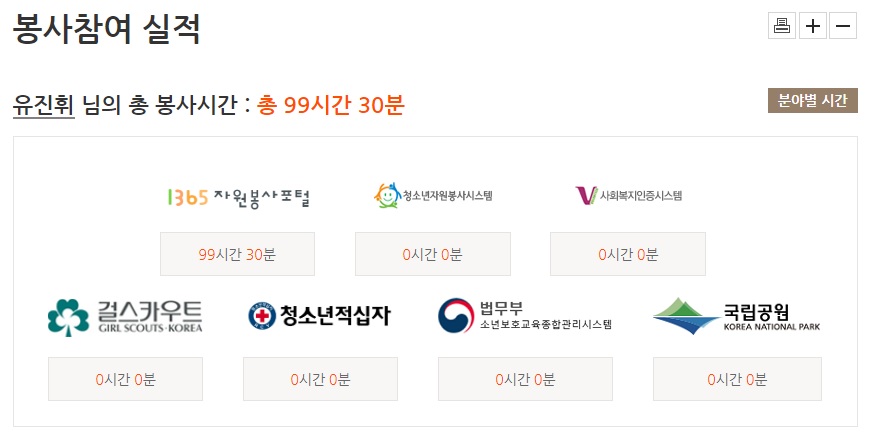 봉사참여 실적
유진휘 님의 총 봉사시간 : 총 99시간 30분
분야별 시간
1365 자원봉사포털
청소년자원봉사시스템
사회복지인증시스템
99시간 30분
0시간 0분
0시간 0분
걸스카우트
GIRL SCOUTS·KOREA
청소년적십자
법무부
소년보호교육종합관리시스템
국립공원
KOREA NATIONAL PARK
0시간 0분
0시간 0분
0시간 0분
0시간 0분